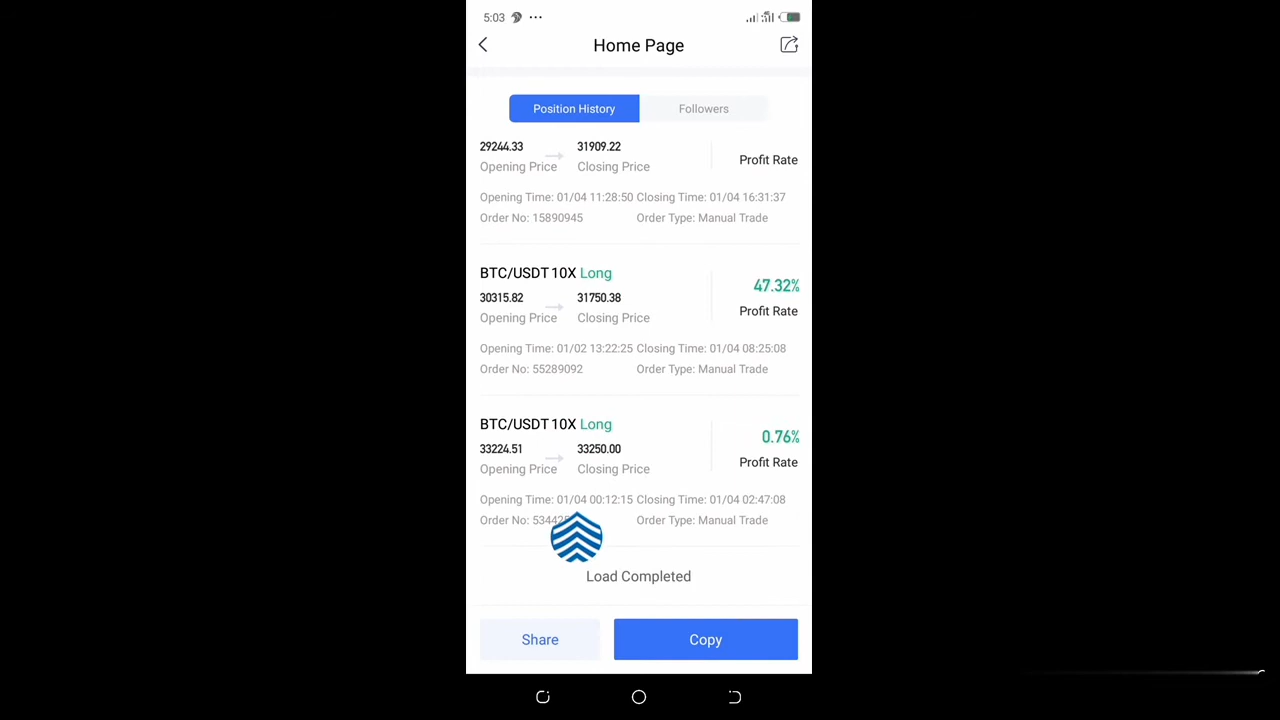 5:03
Home Page
Position History
Followers
29244.33
31909.22
Opening Price
Closing Price
Profit Rate
Opening Time: 01/04 11:28:50 Closing Time: 01/04 16:31:37
Order No: 15890945
Order Type: Manual Trade
BTC/USDT 10X Long
47.32%
30315.82
31750.38
Opening Price
Closing Price
Profit Rate
Opening Time: 01/02 13:22:25 Closing Time: 01/04 08:25:08
Order No: 55289092
Order Type: Manual Trade
BTC/USDT 10X Long
0.76%
33224.51
33250.00
Opening Price
Closing Price
Profit Rate
Opening Time: 01/04 00:12:15 Closing Time: 01/04 02:47:08
Order No:
Order Type: Manual Trade
Load Completed
Share
Copy